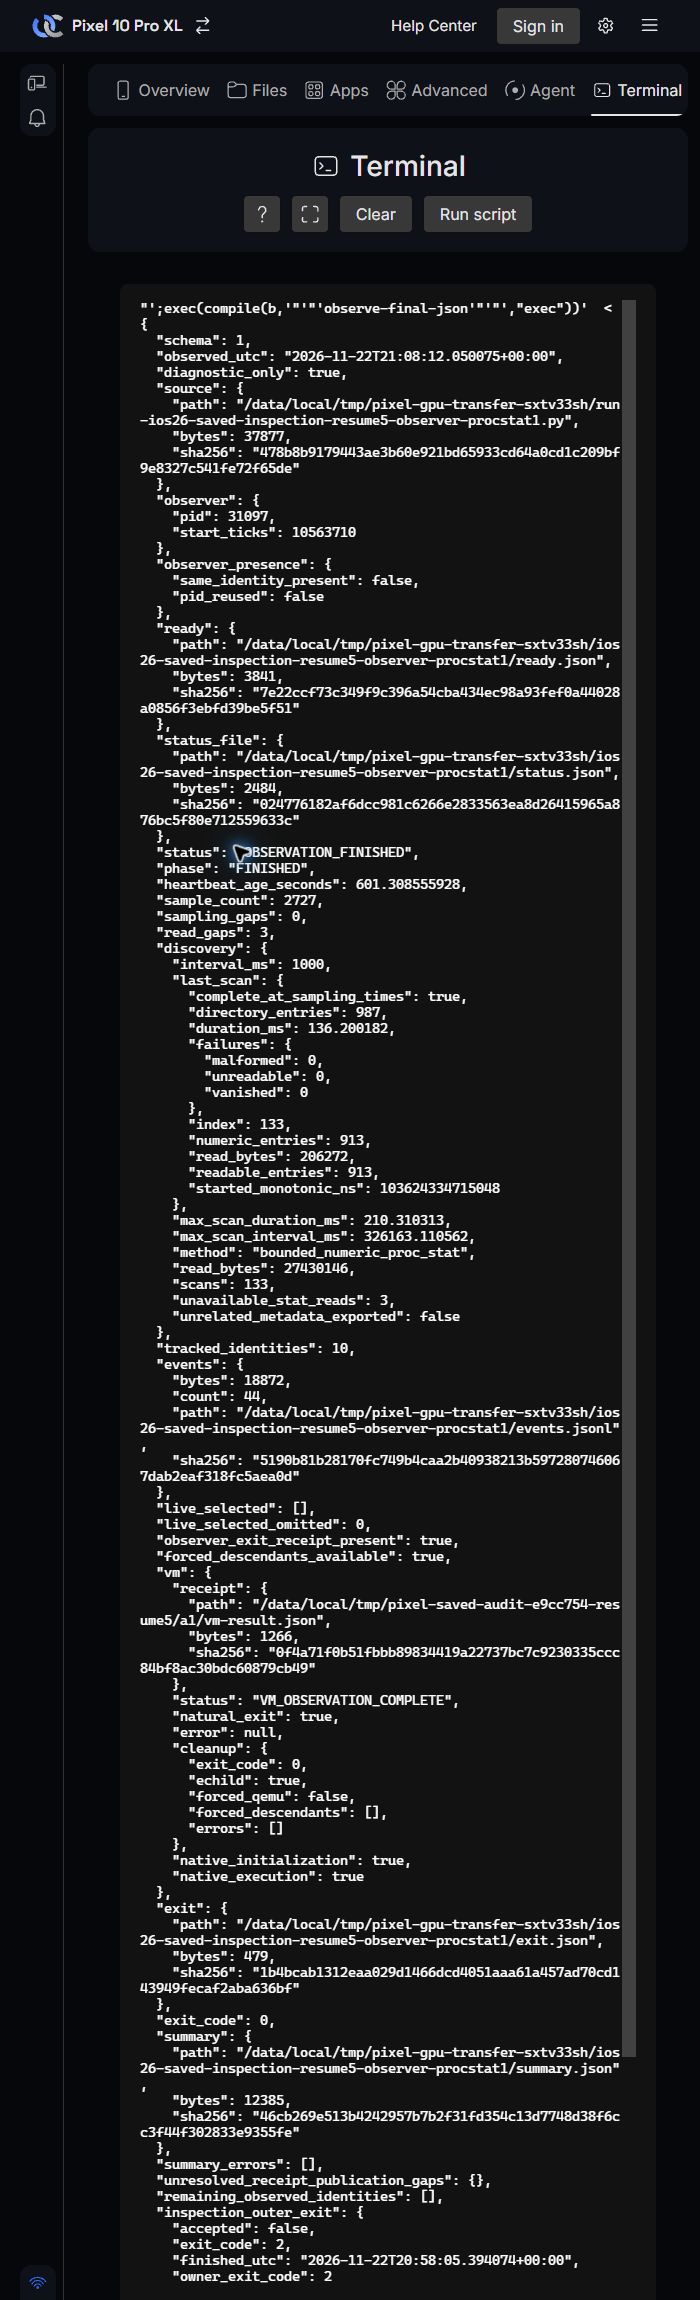 Pixel 10 Pro XL
Help Center
Sign in
Overview
Files
Apps
Advanced
Agent
Terminal
Terminal
?
Clear
Run script
"';exec(compile(b,'"'"'observe-final-json'"'"',"exec"))'  <
{
"schema": 1,
"observed_utc": "2026-11-22T21:08:12.050075+00:00",
"diagnostic_only": true,
"source": {
"path": "/data/local/tmp/pixel-gpu-transfer-sxtv33sh/run
-ios26-saved-inspection-resume5-observer-procstat1.py",
"bytes": 37877,
"sha256": "478b8b9179443ae3b60e921bd65933cd64a0cd1c209bf
9e8327c541fe72f65de"
},
"observer": {
"pid": 31097,
"start_ticks": 10563710
},
"observer_presence": {
"same_identity_present": false,
"pid_reused": false
},
"ready": {
"path": "/data/local/tmp/pixel-gpu-transfer-sxtv33sh/ios
26-saved-inspection-resume5-observer-procstat1/ready.json",
"bytes": 3841,
"sha256": "7e22ccf73c349f9c396a54cba434ec98a93fef0a44028
a0856f3ebfd39be5f51"
},
"status_file": {
"path": "/data/local/tmp/pixel-gpu-transfer-sxtv33sh/ios
26-saved-inspection-resume5-observer-procstat1/status.json",
"bytes": 2484,
"sha256": "024776182af6dcc981c6266e2833563ea8d26415965a8
76bc5f80e712559633c"
},
"status": BSERVATION_FINISHED",
"phase": "FINISHED",
"heartbeat_age_seconds": 601.308555928,
"sample_count": 2727,
"sampling_gaps": 0,
"read_gaps": 3,
"discovery": {
"interval_ms": 1000,
"last_scan": {
"complete_at_sampling_times": true,
"directory_entries": 987,
"duration_ms": 136.200182,
"failures": {
"malformed": 0,
"unreadable": 0,
"vanished": 0
},
"index": 133,
"numeric_entries": 913,
"read_bytes": 206272,
"readable_entries": 913,
"started_monotonic_ns": 103624334715048
},
"max_scan_duration_ms": 210.310313,
"max_scan_interval_ms": 326163.110562,
"method": "bounded_numeric_proc_stat",
"read_bytes": 27430146,
"scans": 133,
"unavailable_stat_reads": 3,
"unrelated_metadata_exported": false
},
"tracked_identities": 10,
"events": {
"bytes": 18872,
"count": 44,
"path": "/data/local/tmp/pixel-gpu-transfer-sxtv33sh/ios
26-saved-inspection-resume5-observer-procstat1/events.jsonl"
,
"sha256": "5190b81b28170fc749b4caa2b40938213b59728074606
7dab2eaf318fc5aea0d"
},
"live_selected": [],
"live_selected_omitted": 0,
"observer_exit_receipt_present": true,
"forced_descendants_available": true,
"vm": {
"receipt": {
"path": "/data/local/tmp/pixel-saved-audit-e9cc754-res
ume5/a1/vm-result.json",
"bytes": 1266,
"sha256": "0f4a71f0b51fbbb89834419a22737bc7c9230335ccc
84bf8ac30bdc60879cb49"
},
"status": "VM_OBSERVATION_COMPLETE",
"natural_exit": true,
"error": null,
"cleanup": {
"exit_code": 0,
"echild": true,
"forced_qemu": false,
"forced_descendants": [],
"errors": []
},
"native_initialization": true,
"native_execution": true
},
"exit": {
"path": "/data/local/tmp/pixel-gpu-transfer-sxtv33sh/ios
26-saved-inspection-resume5-observer-procstat1/exit.json",
"bytes": 479,
"sha256": "1b4bcab1312eaa029d1466dcd4051aaa61a457ad70cd1
43949fecaf2aba636bf"
},
"exit_code": 0,
"summary": {
"path": "/data/local/tmp/pixel-gpu-transfer-sxtv33sh/ios
26-saved-inspection-resume5-observer-procstat1/summary.json"
,
"bytes": 12385,
"sha256": "46cb269e513b4242957b7b2f31fd354c13d7748d38f6c
c3f44f302833e9355fe"
},
"summary_errors": [],
"unresolved_receipt_publication_gaps": {},
"remaining_observed_identities": [],
"inspection_outer_exit": {
"accepted": false,
"exit_code": 2,
"finished_utc": "2026-11-22T20:58:05.394074+00:00",
"owner_exit_code": 2